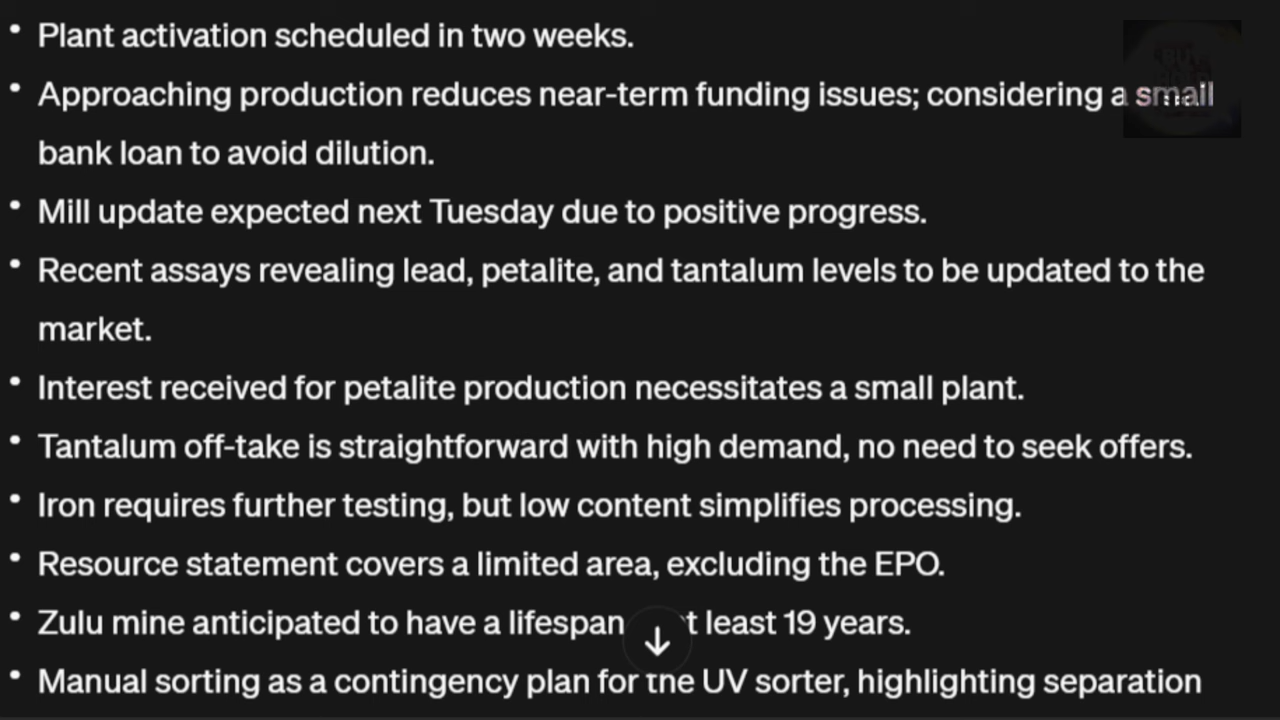 • Plant activation scheduled in two weeks.
• Approaching production reduces near-term funding issues; considering a small
bank loan to avoid dilution.
• Mill update expected next Tuesday due to positive progress.
• Recent assays revealing lead, petalite, and tantalum levels to be updated to the
market.
• Interest received for petalite production necessitates a small plant.
• Tantalum off-take is straightforward with high demand, no need to seek offers.
• Iron requires further testing, but low content simplifies processing.
• Resource statement covers a limited area, excluding the EPO.
• Zulu mine anticipated to have a lifespan least 19 years.
• Manual sorting as a contingency plan for the UV sorter, highlighting separation